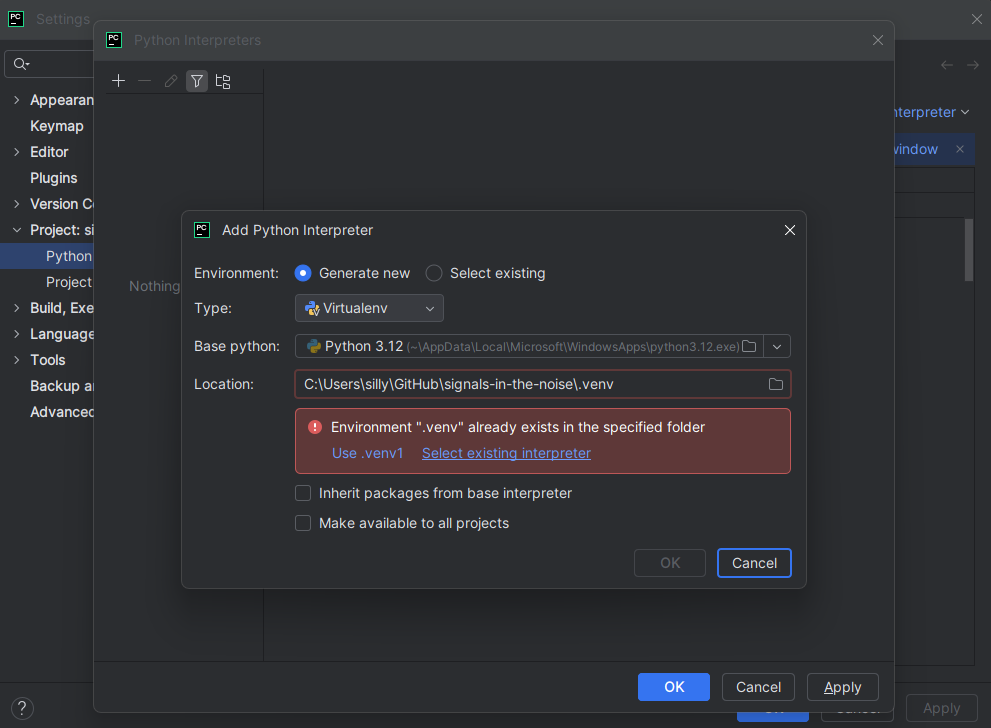 Settings
Python Interpreters
Appearan
Keymap
Editor
Plugins
Version C
Project: si
Python
Project
Build, Exe
Language
Tools
Backup a
Advanced
nterpreter
window
Nothing
Add Python Interpreter
Environment: Generate new Select existing
Type: Virtualenv
Base python: Python 3.12 (~\AppData\Local\Microsoft\WindowsApps\python3.12.exe)
Location: C:\Users\silly\GitHub\signals-in-the-noise\.venv
Environment ".venv" already exists in the specified folder
Use .venv1 Select existing interpreter
Inherit packages from base interpreter
Make available to all projects
OK Cancel
OK Cancel Apply
Apply